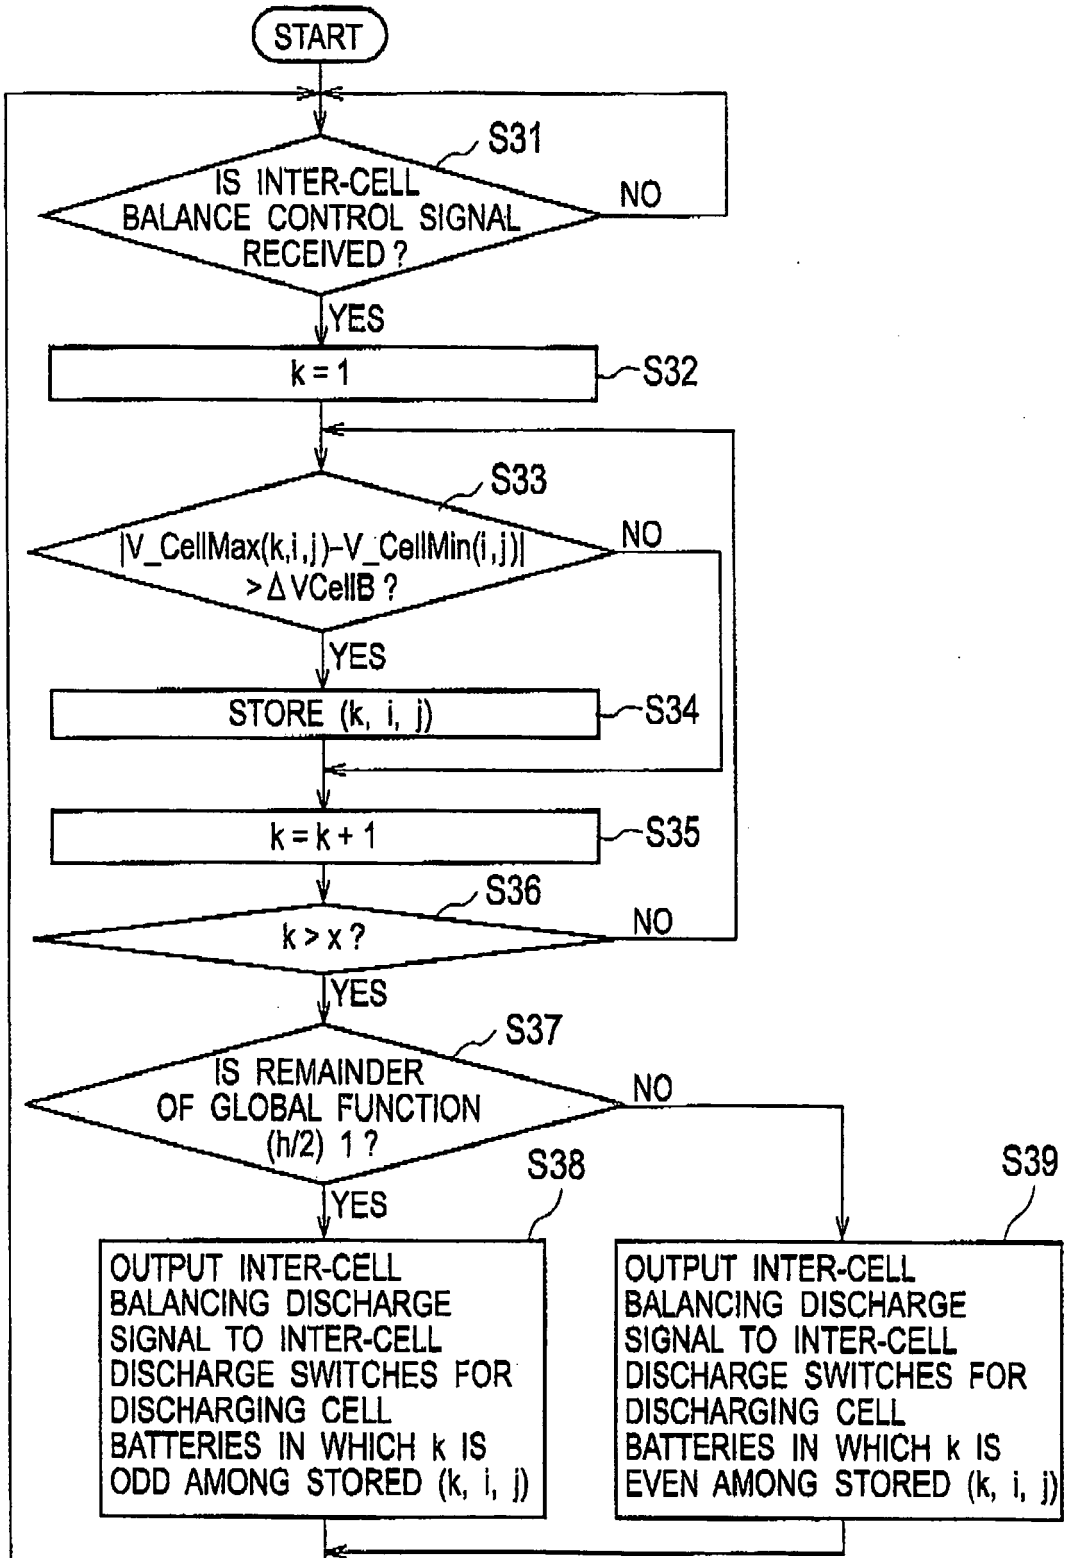 START
S31
IS INTER-CELL
BALANCE CONTROL SIGNAL
RECEIVED ?
NO
YES
k = 1
S32
S33
|V_CellMax(k,i,j)-V_CellMin(i,j)|
> Δ VCellB ?
NO
YES
STORE (k, i, j)
S34
k = k + 1
S35
S36
k > x ?
NO
YES
S37
IS REMAINDER
OF GLOBAL FUNCTION
(h/2) 1 ?
NO
YES
S38
S39
OUTPUT INTER-CELL
BALANCING DISCHARGE
SIGNAL TO INTER-CELL
DISCHARGE SWITCHES FOR
DISCHARGING CELL
BATTERIES IN WHICH k IS
ODD AMONG STORED (k, i, j)
OUTPUT INTER-CELL
BALANCING DISCHARGE
SIGNAL TO INTER-CELL
DISCHARGE SWITCHES FOR
DISCHARGING CELL
BATTERIES IN WHICH k IS
EVEN AMONG STORED (k, i, j)